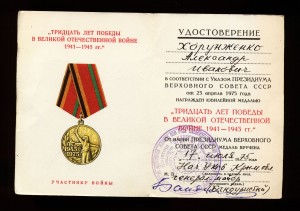 "ТРИДЦАТЬ ЛЕТ ПОБЕДЫ
В ВЕЛИКОЙ ОТЕЧЕСТВЕННОЙ ВОЙНЕ
1941—1945 гг."
УЧАСТНИКУ ВОЙНЫ
УДОСТОВЕРЕНИЕ
Хорунженко
Александр
Иванович
В СООТВЕТСТВИИ С УКАЗОМ ПРЕЗИДИУМА
ВЕРХОВНОГО СОВЕТА СССР
от 25 апреля 1975 года
НАГРАЖДЕН ЮБИЛЕЙНОЙ МЕДАЛЬЮ
"ТРИДЦАТЬ ЛЕТ ПОБЕДЫ
В ВЕЛИКОЙ ОТЕЧЕСТВЕННОЙ
ВОЙНЕ 1941—1945 гг."
ОТ ИМЕНИ ПРЕЗИДИУМА ВЕРХОВНОГО
СОВЕТА СССР МЕДАЛЬ ВРУЧЕНА